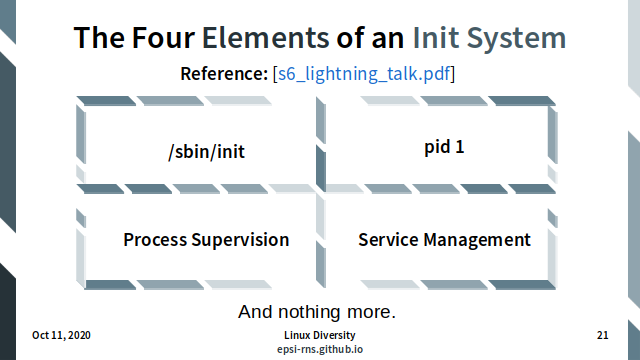 The Four Elements of an Init System
Reference: [s6_lightning_talk.pdf]
/sbin/init
pid 1
Process Supervision
Service Management
And nothing more.
Oct 11, 2020
Linux Diversity
epsi-rns.github.io
21